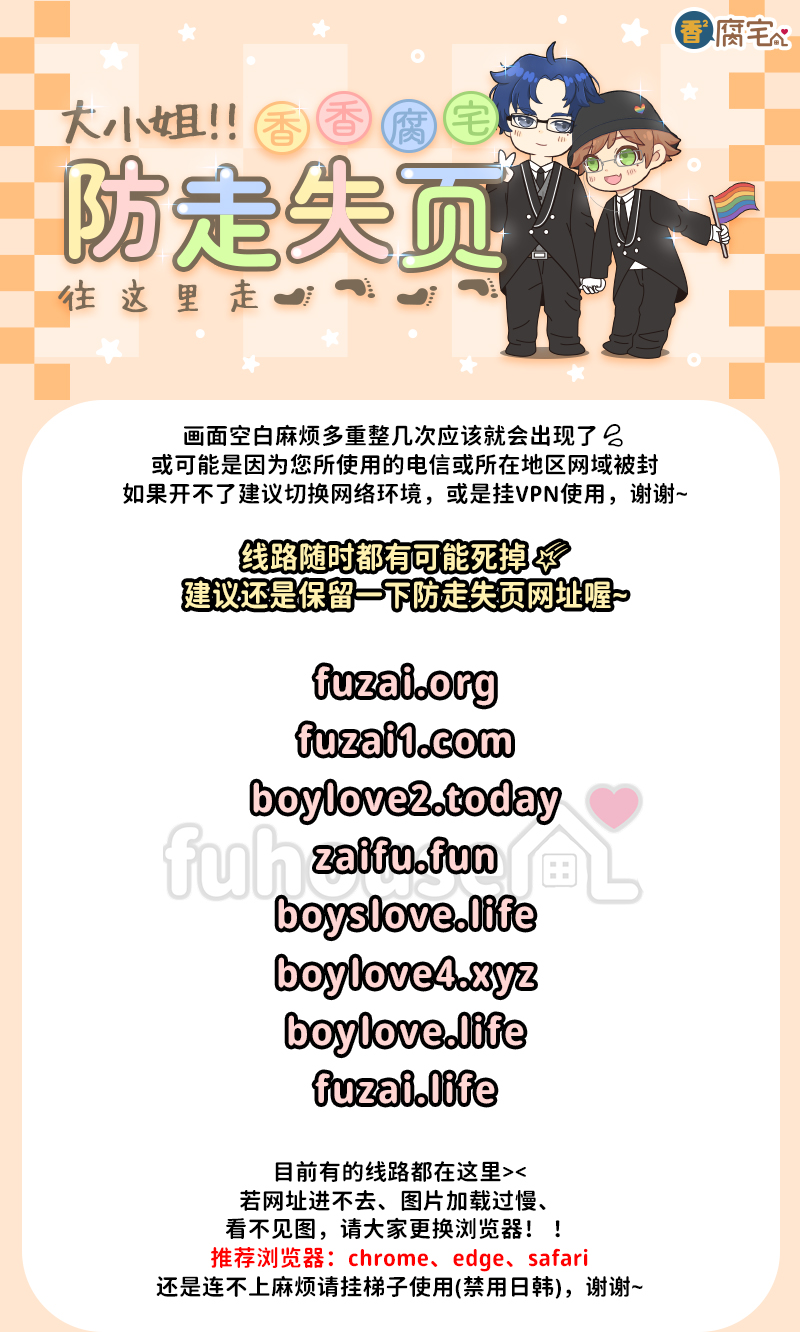 香² 腐宅
大小姐!! 香香腐宅
防走失页
往这里走
画面空白麻烦多重整几次应该就会出现了
或可能是因为您所使用的电信或所在地区网域被封
如果开不了建议切换网络环境，或是挂VPN使用，谢谢~
线路随时都有可能死掉
建议还是保留一下防走失页网址喔~
fuzai.org
fuzai1.com
boylove2.today
zaifu.fun
fuhouse
boyslove.life
boylove4.xyz
boylove.life
fuzai.life
目前有的线路都在这里><
若网址进不去、图片加载过慢、
看不见图，请大家更换浏览器！！
推荐浏览器：chrome、edge、safari
还是连不上麻烦请挂梯子使用(禁用日韩)，谢谢~